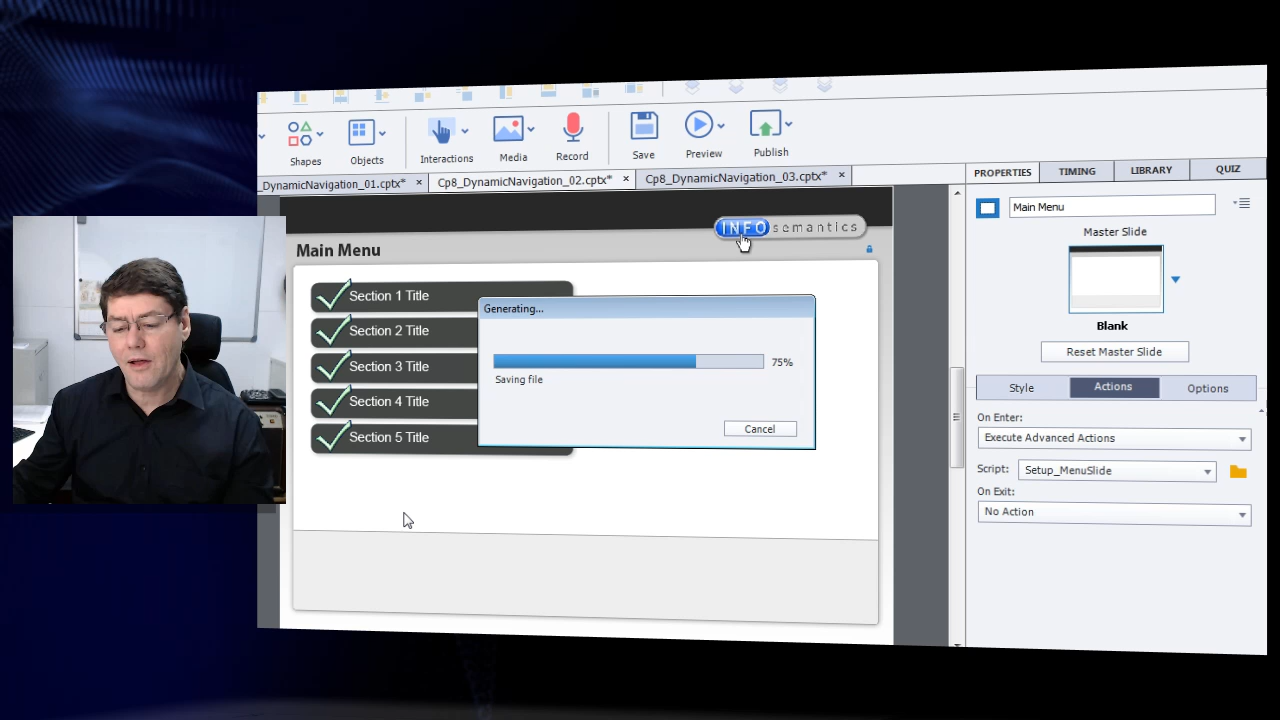 Shapes
Objects
Interactions
Media
Record
Save
Preview
Publish
_DynamicNavigation_01.cptx*
Cp8_DynamicNavigation_02.cptx*
Cp8_DynamicNavigation_03.cptx*
PROPERTIES
TIMING
LIBRARY
QUIZ
INFOsemantics
Main Menu
Section 1 Title
Section 2 Title
Section 3 Title
Section 4 Title
Section 5 Title
Generating...
75%
Saving file
Cancel
Main Menu
Master Slide
Blank
Reset Master Slide
Style
Actions
Options
On Enter:
Execute Advanced Actions
Script:
Setup_MenuSlide
On Exit:
No Action